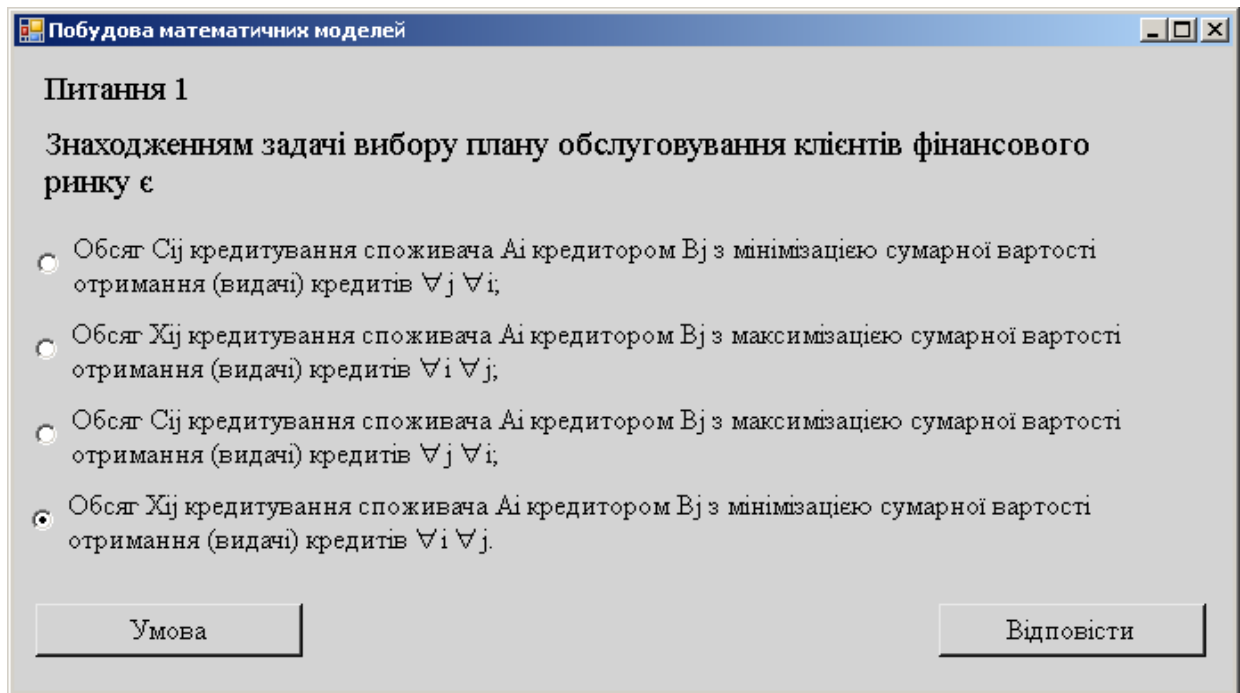 Побудова математичних моделей
Питання 1
Знаходженням задачі вибору плану обслуговування клієнтів фінансового
ринку є
Обсяг Cij кредитування споживача Ai кредитором Bj з мінімізацією сумарної вартості
отримання (видачі) кредитів ∀j ∀i;
Обсяг Xij кредитування споживача Ai кредитором Bj з максимізацією сумарної вартості
отримання (видачі) кредитів ∀i ∀j;
Обсяг Cij кредитування споживача Ai кредитором Bj з максимізацією сумарної вартості
отримання (видачі) кредитів ∀j ∀i;
Обсяг Xij кредитування споживача Ai кредитором Bj з мінімізацією сумарної вартості
отримання (видачі) кредитів ∀i ∀j.
Умова
Відповісти